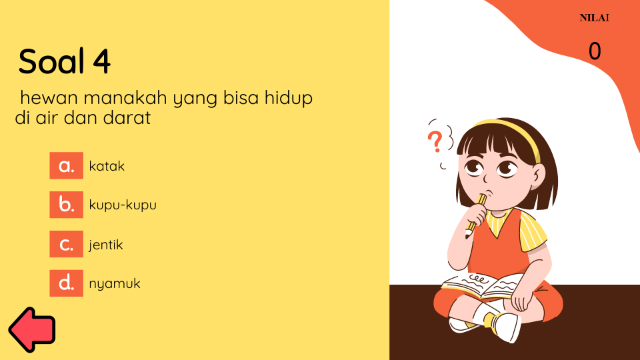 NILAI
0
Soal 4
hewan manakah yang bisa hidup
di air dan darat
a. katak
b. kupu-kupu
c. jentik
d. nyamuk
?